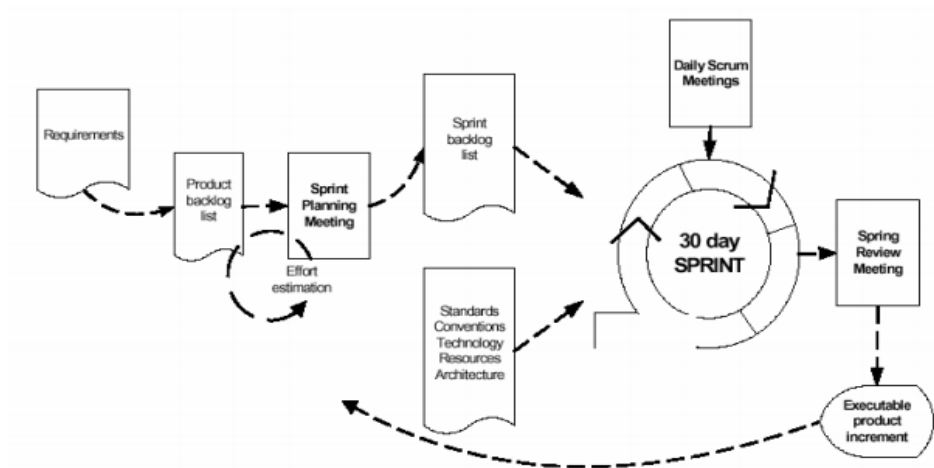 Requirements
Product
backlog
list
Sprint
Planning
Meeting
Effort
estimation
Sprint
backlog
list
Standards
Conventions
Technology
Resources
Architecture
Daily Scrum
Meetings
30 day
SPRINT
Spring
Review
Meeting
Executable
product
increment